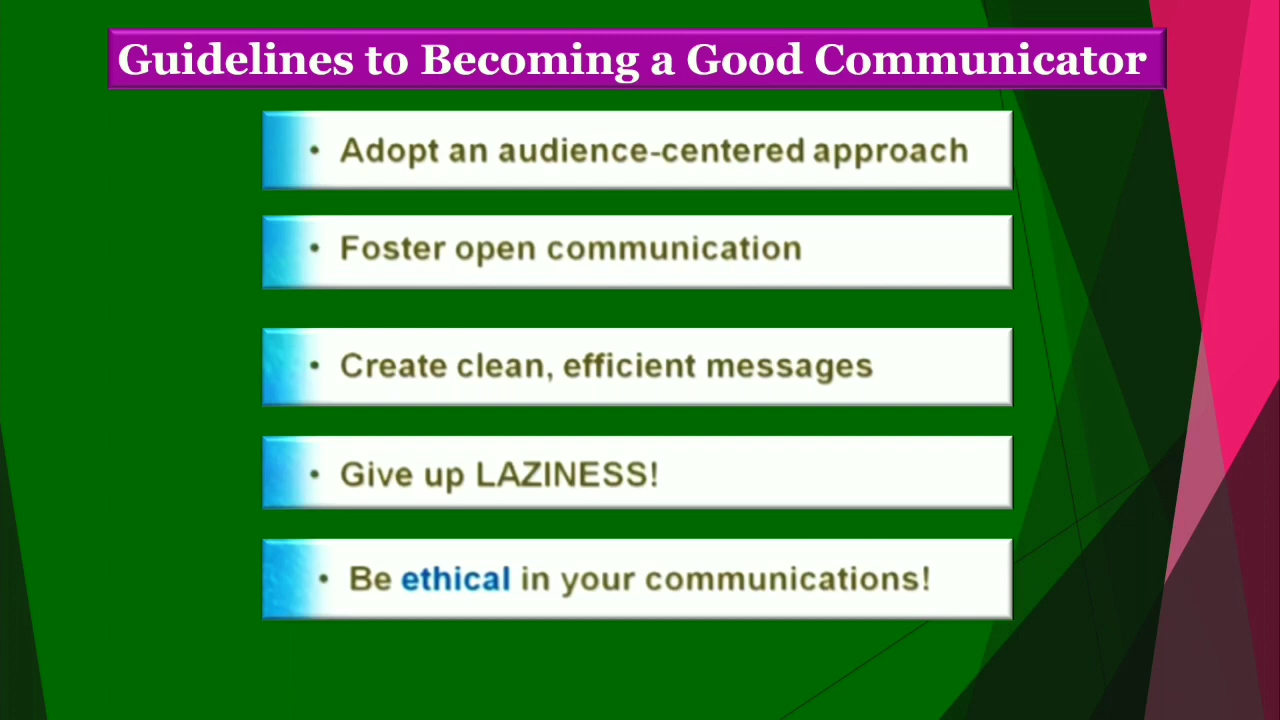 Guidelines to Becoming a Good Communicator
• Adopt an audience-centered approach
• Foster open communication
• Create clean, efficient messages
• Give up LAZINESS!
• Be ethical in your communications!